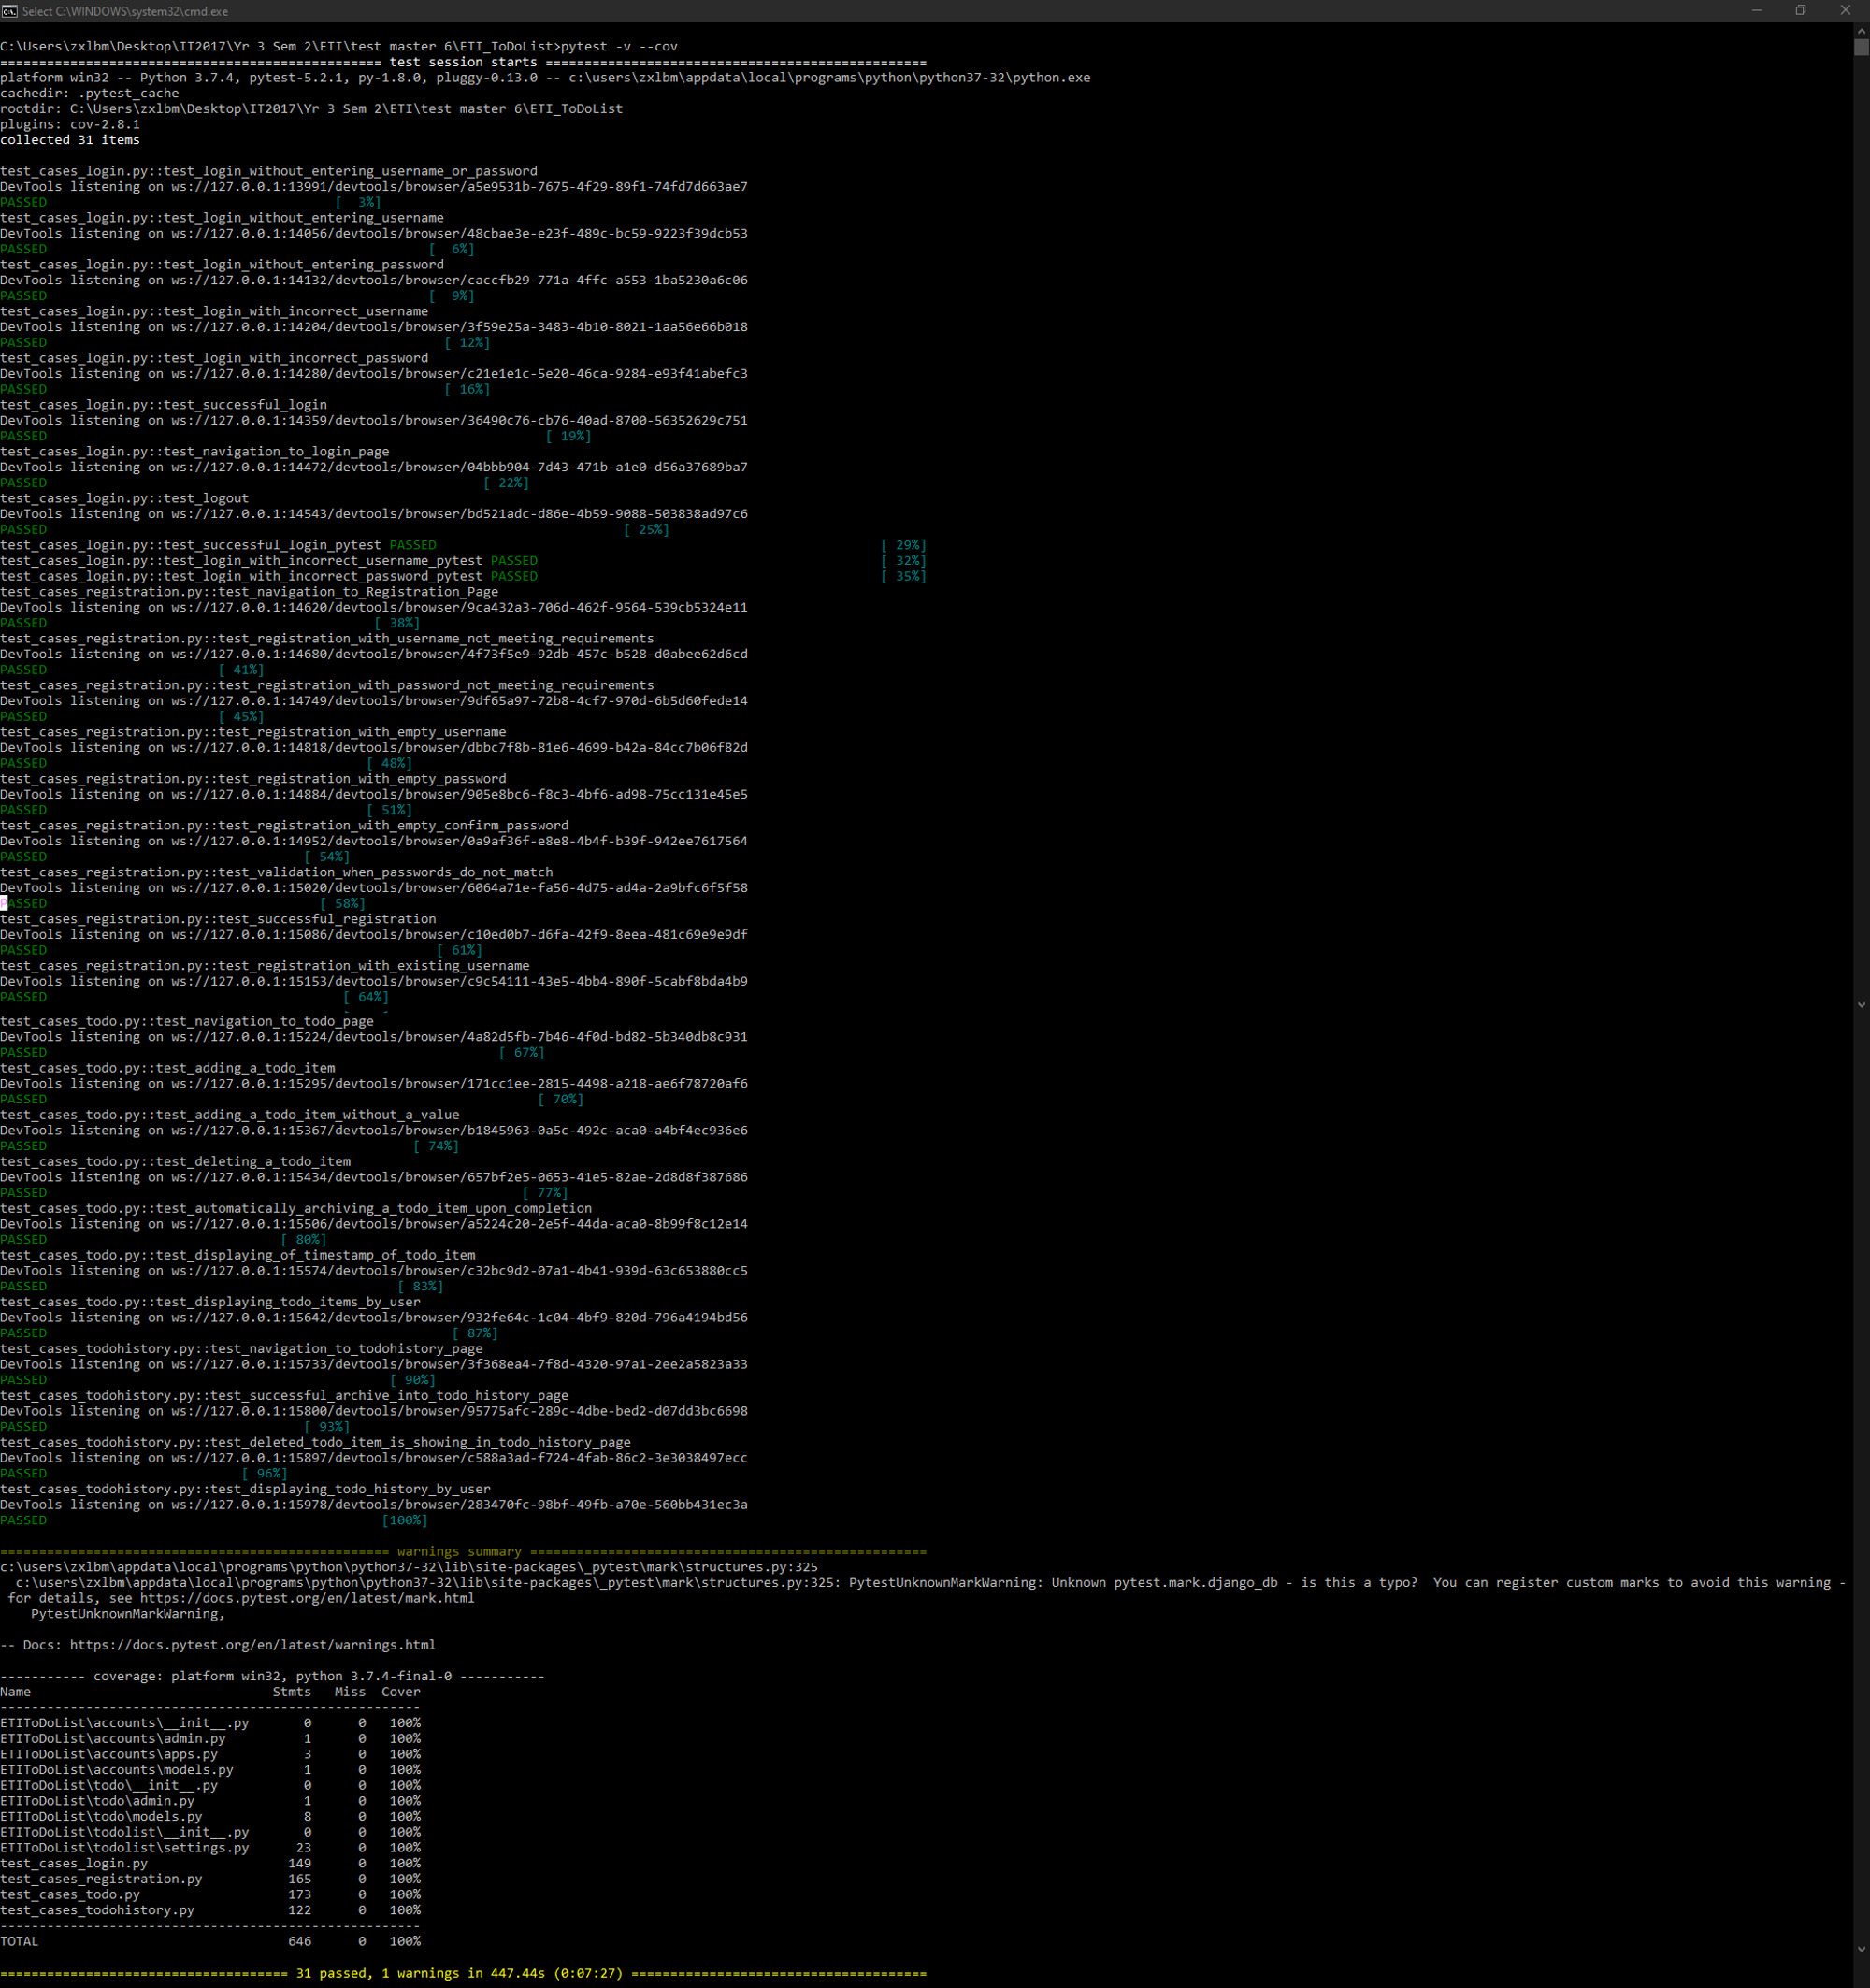 Select C:\WINDOWS\system32\cmd.exe
C:\Users\zxlbm\Desktop\IT2017\Yr 3 Sem 2\ETI\test master 6\ETI_ToDoList>pytest -v --cov
================================================= test session starts =================================================
platform win32 -- Python 3.7.4, pytest-5.2.1, py-1.8.0, pluggy-0.13.0 -- c:\users\zxlbm\appdata\local\programs\python\python37-32\python.exe
cachedir: .pytest_cache
rootdir: C:\Users\zxlbm\Desktop\IT2017\Yr 3 Sem 2\ETI\test master 6\ETI_ToDoList
plugins: cov-2.8.1
collected 31 items
test_cases_login.py::test_login_without_entering_username_or_password
DevTools listening on ws://127.0.0.1:13991/devtools/browser/a5e9531b-7675-4f29-89f1-74fd7d663ae7
PASSED [  3%]
test_cases_login.py::test_login_without_entering_username
DevTools listening on ws://127.0.0.1:14056/devtools/browser/48cbae3e-e23f-489c-bc59-9223f39dcb53
PASSED [  6%]
test_cases_login.py::test_login_without_entering_password
DevTools listening on ws://127.0.0.1:14132/devtools/browser/caccfb29-771a-4ffc-a553-1ba5230a6c06
PASSED [  9%]
test_cases_login.py::test_login_with_incorrect_username
DevTools listening on ws://127.0.0.1:14204/devtools/browser/3f59e25a-3483-4b10-8021-1aa56e66b018
PASSED [ 12%]
test_cases_login.py::test_login_with_incorrect_password
DevTools listening on ws://127.0.0.1:14280/devtools/browser/c21e1e1c-5e20-46ca-9284-e93f41abefc3
PASSED [ 16%]
test_cases_login.py::test_successful_login
DevTools listening on ws://127.0.0.1:14359/devtools/browser/36490c76-cb76-40ad-8700-56352629c751
PASSED [ 19%]
test_cases_login.py::test_navigation_to_login_page
DevTools listening on ws://127.0.0.1:14472/devtools/browser/04bbb904-7d43-471b-a1e0-d56a37689ba7
PASSED [ 22%]
test_cases_login.py::test_logout
DevTools listening on ws://127.0.0.1:14543/devtools/browser/bd521adc-d86e-4b59-9088-503838ad97c6
PASSED [ 25%]
test_cases_login.py::test_successful_login_pytest PASSED [ 29%]
test_cases_login.py::test_login_with_incorrect_username_pytest PASSED [ 32%]
test_cases_login.py::test_login_with_incorrect_password_pytest PASSED [ 35%]
test_cases_registration.py::test_navigation_to_Registration_Page
DevTools listening on ws://127.0.0.1:14620/devtools/browser/9ca432a3-706d-462f-9564-539cb5324e11
PASSED [ 38%]
test_cases_registration.py::test_registration_with_username_not_meeting_requirements
DevTools listening on ws://127.0.0.1:14680/devtools/browser/4f73f5e9-92db-457c-b528-d0abee62d6cd
PASSED [ 41%]
test_cases_registration.py::test_registration_with_password_not_meeting_requirements
DevTools listening on ws://127.0.0.1:14749/devtools/browser/9df65a97-72b8-4cf7-970d-6b5d60fede14
PASSED [ 45%]
test_cases_registration.py::test_registration_with_empty_username
DevTools listening on ws://127.0.0.1:14818/devtools/browser/dbbc7f8b-81e6-4699-b42a-84cc7b06f82d
PASSED [ 48%]
test_cases_registration.py::test_registration_with_empty_password
DevTools listening on ws://127.0.0.1:14884/devtools/browser/905e8bc6-f8c3-4bf6-ad98-75cc131e45e5
PASSED [ 51%]
test_cases_registration.py::test_registration_with_empty_confirm_password
DevTools listening on ws://127.0.0.1:14952/devtools/browser/0a9af36f-e8e8-4b4f-b39f-942ee7617564
PASSED [ 54%]
test_cases_registration.py::test_validation_when_passwords_do_not_match
DevTools listening on ws://127.0.0.1:15020/devtools/browser/6064a71e-fa56-4d75-ad4a-2a9bfc6f5f58
PASSED [ 58%]
test_cases_registration.py::test_successful_registration
DevTools listening on ws://127.0.0.1:15086/devtools/browser/c10ed0b7-d6fa-42f9-8eea-481c69e9e9df
PASSED [ 61%]
test_cases_registration.py::test_registration_with_existing_username
DevTools listening on ws://127.0.0.1:15153/devtools/browser/c9c54111-43e5-4bb4-890f-5cabf8bda4b9
PASSED [ 64%]
test_cases_todo.py::test_navigation_to_todo_page
DevTools listening on ws://127.0.0.1:15224/devtools/browser/4a82d5fb-7b46-4f0d-bd82-5b340db8c931
PASSED [ 67%]
test_cases_todo.py::test_adding_a_todo_item
DevTools listening on ws://127.0.0.1:15295/devtools/browser/171cc1ee-2815-4498-a218-ae6f78720af6
PASSED [ 70%]
test_cases_todo.py::test_adding_a_todo_item_without_a_value
DevTools listening on ws://127.0.0.1:15367/devtools/browser/b1845963-0a5c-492c-aca0-a4bf4ec936e6
PASSED [ 74%]
test_cases_todo.py::test_deleting_a_todo_item
DevTools listening on ws://127.0.0.1:15434/devtools/browser/657bf2e5-0653-41e5-82ae-2d8d8f387686
PASSED [ 77%]
test_cases_todo.py::test_automatically_archiving_a_todo_item_upon_completion
DevTools listening on ws://127.0.0.1:15506/devtools/browser/a5224c20-2e5f-44da-aca0-8b99f8c12e14
PASSED [ 80%]
test_cases_todo.py::test_displaying_of_timestamp_of_todo_item
DevTools listening on ws://127.0.0.1:15574/devtools/browser/c32bc9d2-07a1-4b41-939d-63c653880cc5
PASSED [ 83%]
test_cases_todo.py::test_displaying_todo_items_by_user
DevTools listening on ws://127.0.0.1:15642/devtools/browser/932fe64c-1c04-4bf9-820d-796a4194bd56
PASSED [ 87%]
test_cases_todohistory.py::test_navigation_to_todohistory_page
DevTools listening on ws://127.0.0.1:15733/devtools/browser/3f368ea4-7f8d-4320-97a1-2ee2a5823a33
PASSED [ 90%]
test_cases_todohistory.py::test_successful_archive_into_todo_history_page
DevTools listening on ws://127.0.0.1:15800/devtools/browser/95775afc-289c-4dbe-bed2-d07dd3bc6698
PASSED [ 93%]
test_cases_todohistory.py::test_deleted_todo_item_is_showing_in_todo_history_page
DevTools listening on ws://127.0.0.1:15897/devtools/browser/c588a3ad-f724-4fab-86c2-3e3038497ecc
PASSED [ 96%]
test_cases_todohistory.py::test_displaying_todo_history_by_user
DevTools listening on ws://127.0.0.1:15978/devtools/browser/283470fc-98bf-49fb-a70e-560bb431ec3a
PASSED [100%]
================================================== warnings summary ===================================================
c:\users\zxlbm\appdata\local\programs\python\python37-32\lib\site-packages\_pytest\mark\structures.py:325
c:\users\zxlbm\appdata\local\programs\python\python37-32\lib\site-packages\_pytest\mark\structures.py:325: PytestUnknownMarkWarning: Unknown pytest.mark.django_db - is this a typo?  You can register custom marks to avoid this warning -
for details, see https://docs.pytest.org/en/latest/mark.html
PytestUnknownMarkWarning,
-- Docs: https://docs.pytest.org/en/latest/warnings.html
----------- coverage: platform win32, python 3.7.4-final-0 -----------
Name Stmts Miss Cover
------------------------------------------------------
ETIToDoList\accounts\__init__.py 0 0 100%
ETIToDoList\accounts\admin.py 1 0 100%
ETIToDoList\accounts\apps.py 3 0 100%
ETIToDoList\accounts\models.py 1 0 100%
ETIToDoList\todo\__init__.py 0 0 100%
ETIToDoList\todo\admin.py 1 0 100%
ETIToDoList\todo\models.py 8 0 100%
ETIToDoList\todolist\__init__.py 0 0 100%
ETIToDoList\todolist\settings.py 23 0 100%
test_cases_login.py 149 0 100%
test_cases_registration.py 165 0 100%
test_cases_todo.py 173 0 100%
test_cases_todohistory.py 122 0 100%
------------------------------------------------------
TOTAL 646 0 100%
===================================== 31 passed, 1 warnings in 447.44s (0:07:27) ======================================